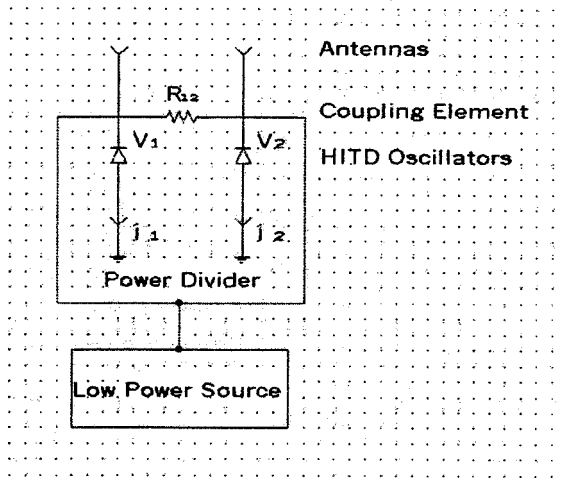 Antennas
R₁₂
Coupling Element
V₁ V₂
HITD Oscillators
j₁ j₂
Power Divider
Low Power Source